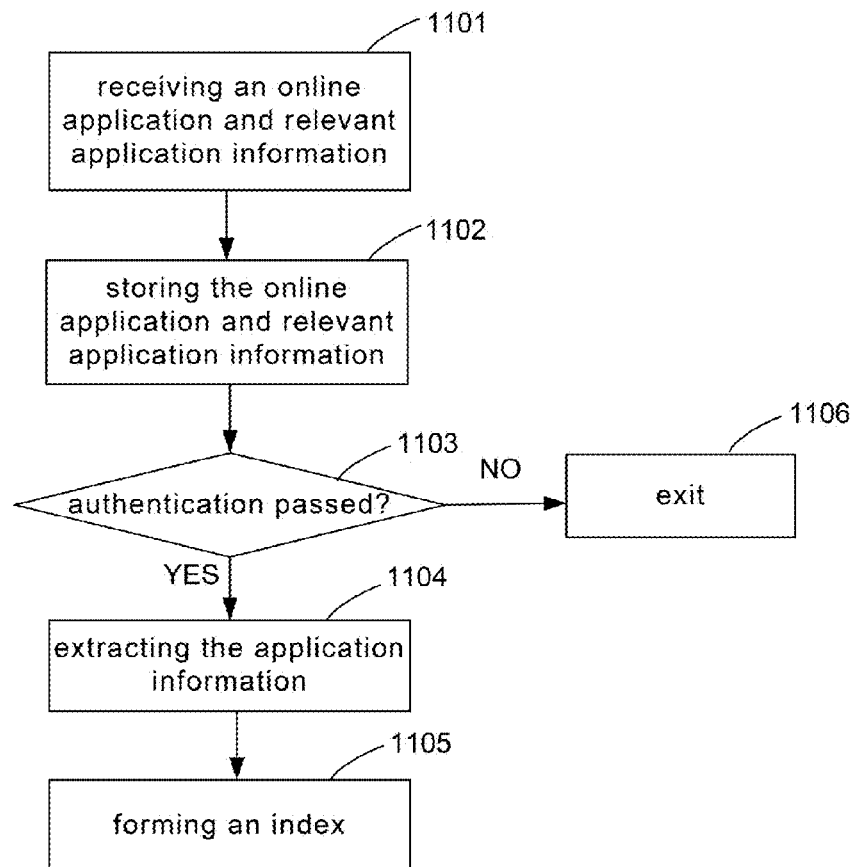 1101
receiving an online
application and relevant
application information
1102
storing the online
application and relevant
application information
1103
authentication passed?
NO
1106
exit
YES
1104
extracting the application
information
1105
forming an index